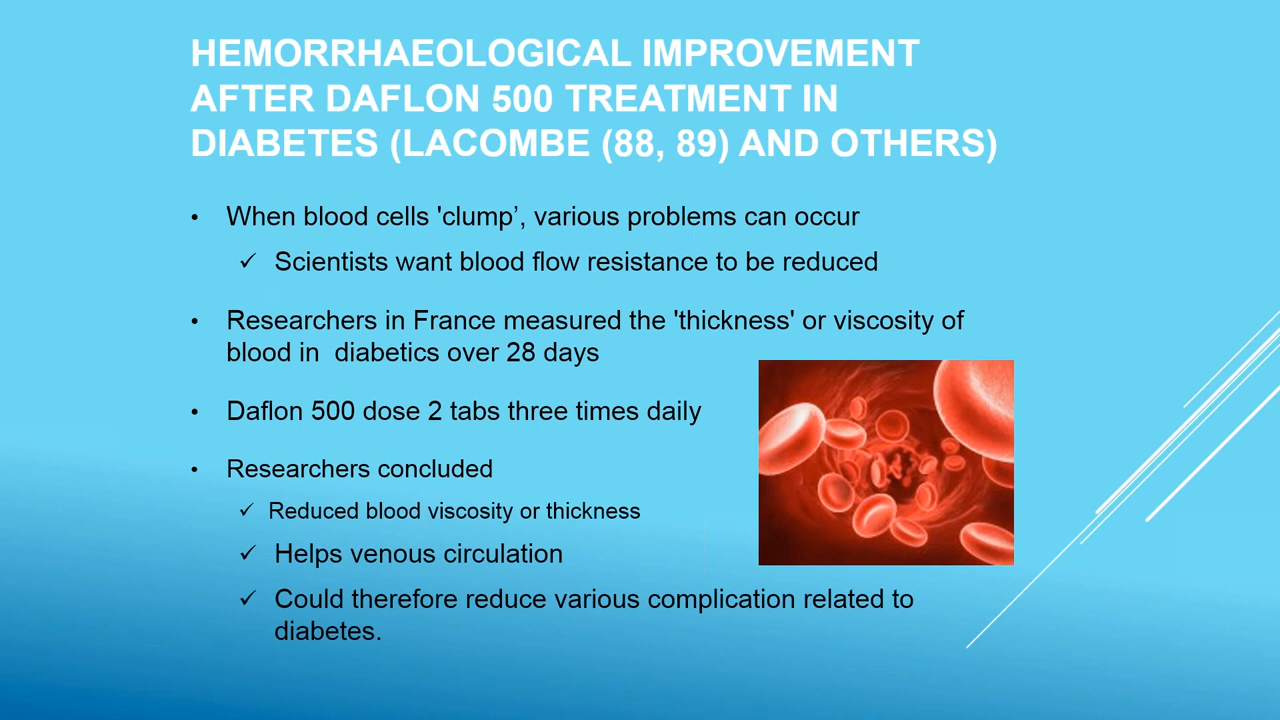 HEMORRHAEOLOGICAL IMPROVEMENT
AFTER DAFLON 500 TREATMENT IN
DIABETES (LACOMBE (88, 89) AND OTHERS)
• When blood cells 'clump’, various problems can occur
✓ Scientists want blood flow resistance to be reduced
• Researchers in France measured the 'thickness' or viscosity of
blood in diabetics over 28 days
• Daflon 500 dose 2 tabs three times daily
• Researchers concluded
✓ Reduced blood viscosity or thickness
✓ Helps venous circulation
✓ Could therefore reduce various complication related to
diabetes.